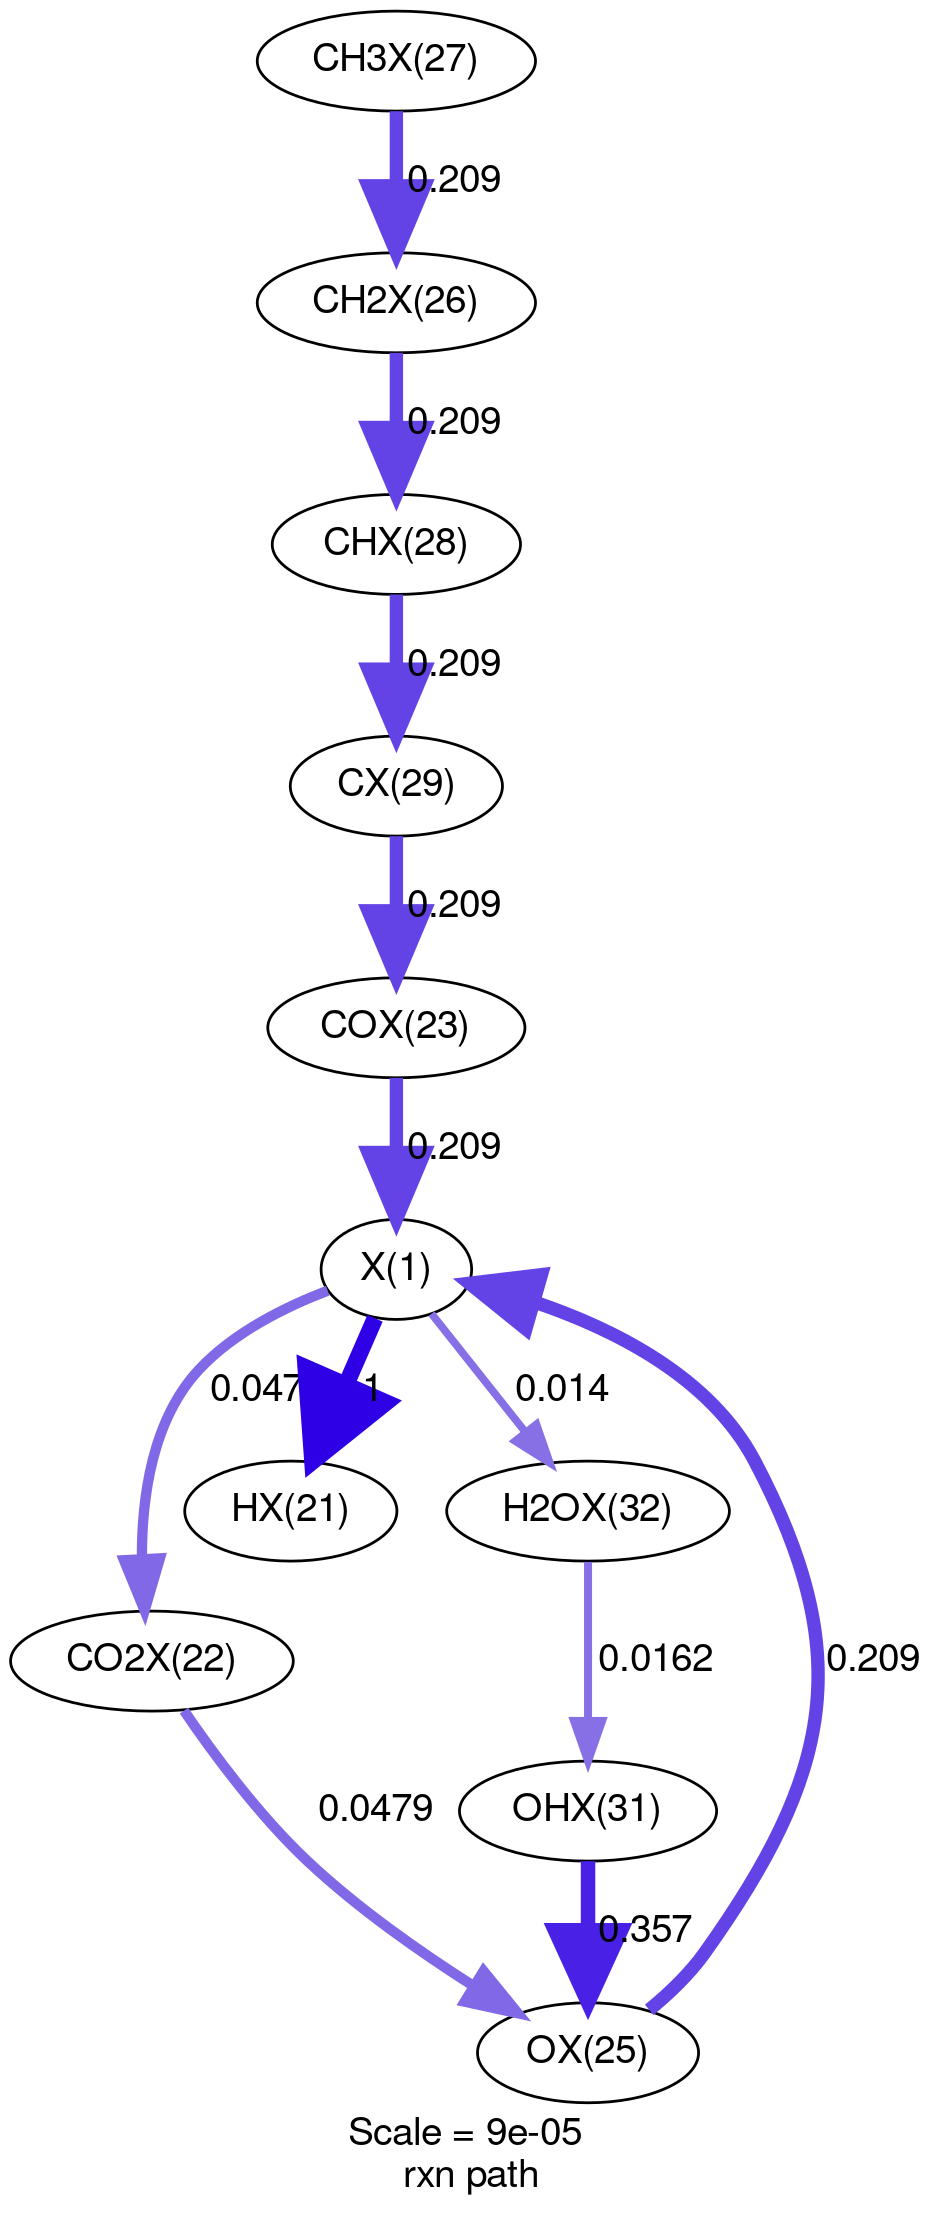 CH3X(27)
0.209
CH2X(26)
0.209
CHX(28)
0.209
CX(29)
0.209
COX(23)
0.209
X(1)
0.047
1
0.014
HX(21)
H2OX(32)
CO2X(22)
0.0162
0.209
0.0479
OHX(31)
0.357
OX(25)
Scale = 9e-05
rxn path